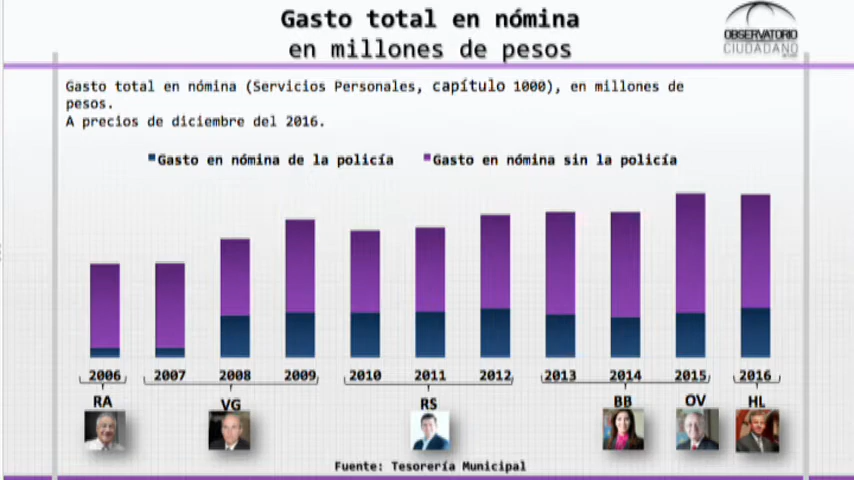 Gasto total en nómina
en millones de pesos
OBSERVATORIO
CIUDADANO
Gasto total en nómina (Servicios Personales, capítulo 1000), en millones de
pesos.
A precios de diciembre del 2016.
Gasto en nómina de la policía Gasto en nómina sin la policía
2006 2007 2008 2009 2010 2011 2012 2013 2014 2015 2016
RA VG RS BB OV HL
Fuente: Tesorería Municipal